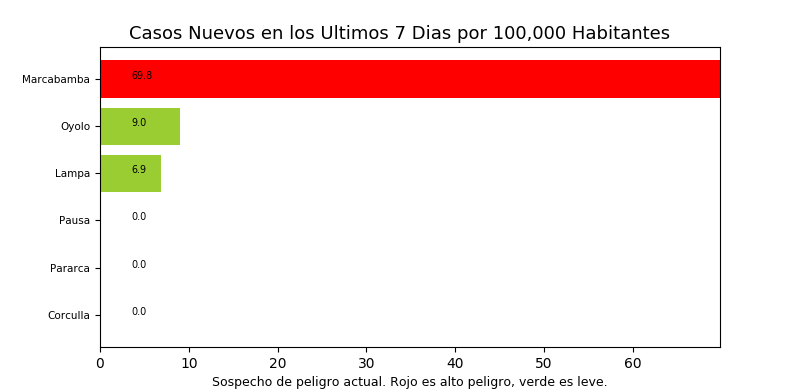 Casos Nuevos en los Ultimos 7 Dias por 100,000 Habitantes
Marcabamba 69.8
Oyolo 9.0
Lampa 6.9
Pausa 0.0
Pararca 0.0
Corculla 0.0
0 10 20 30 40 50 60
Sospecho de peligro actual. Rojo es alto peligro, verde es leve.